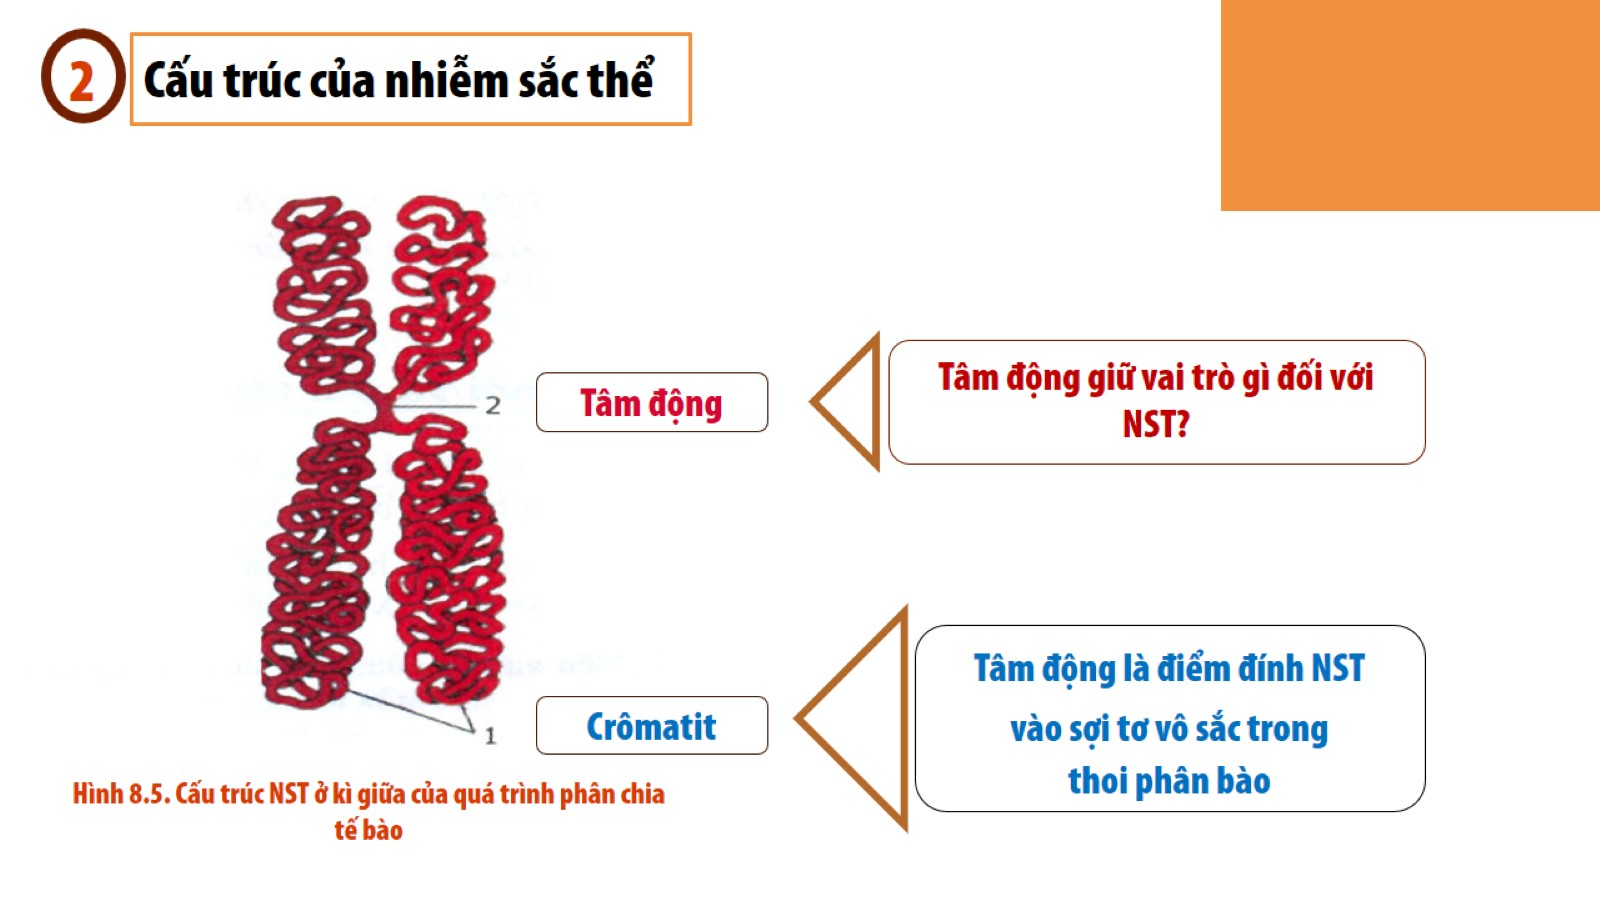 2
Cấu trúc của nhiễm sắc thể
2
Tâm động
Tâm động giữ vai trò gì đối với
NST?
1
Crômatit
Tâm động là điểm đính NST
vào sợi tơ vô sắc trong
thoi phân bào
Hình 8.5. Cấu trúc NST ở kì giữa của quá trình phân chia
tế bào